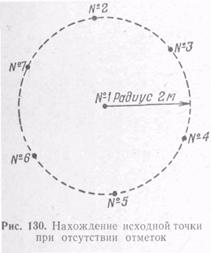 №2
№3
№7
№1 Радиус 2м
№4
№6
№5
Рис. 130. Нахождение исходной точки
при отсутствии отметок